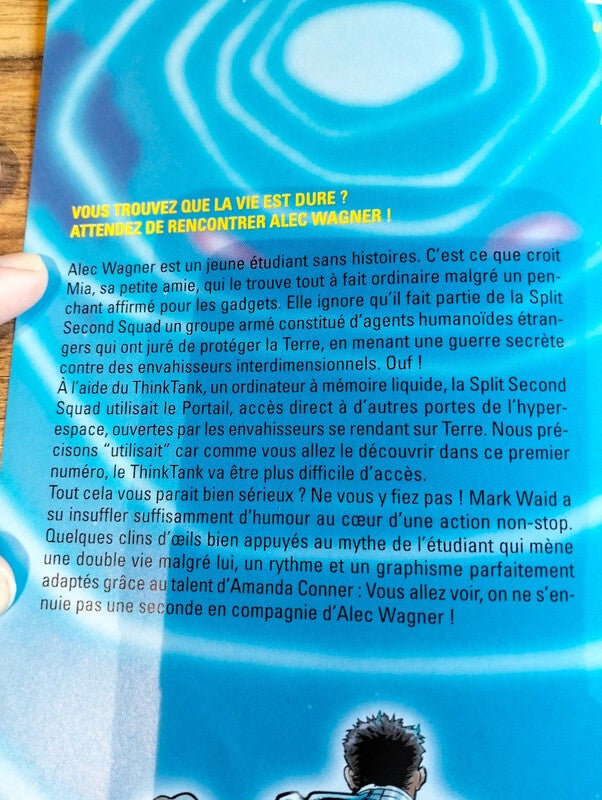 VOUS TROUVEZ QUE LA VIE EST DURE ?
ATTENDEZ DE RENCONTRER ALEC WAGNER !
Alec Wagner est un jeune étudiant sans histoires. C'est ce que croit
Mia, sa petite amie, qui le trouve tout à fait ordinaire malgré un pen-
chant affirmé pour les gadgets. Elle ignore qu'il fait partie de la Split
Second Squad un groupe armé constitué d'agents humanoïdes étran-
gers qui ont juré de protéger la Terre, en menant une guerre secrète
contre des envahisseurs interdimensionnels. Ouf !
À l'aide du ThinkTank, un ordinateur à mémoire liquide, la Split Second
Squad utilisait le Portail, accès direct à d'autres portes de l'hyper-
espace, ouvertes par les envahisseurs se rendant sur Terre. Nous pré-
cisons "utilisait" car comme vous allez le découvrir dans ce premier
numéro, le ThinkTank va être plus difficile d'accès.
Tout cela vous parait bien sérieux ? Ne vous y fiez pas ! Mark Waid a
su insuffler suffisamment d'humour au cœur d'une action non-stop.
Quelques clins d'œils bien appuyés au mythe de l'étudiant qui mène
une double vie malgré lui, un rythme et un graphisme parfaitement
adaptés grâce au talent d'Amanda Conner : Vous allez voir, on ne s'en-
nuie pas une seconde en compagnie d'Alec Wagner !